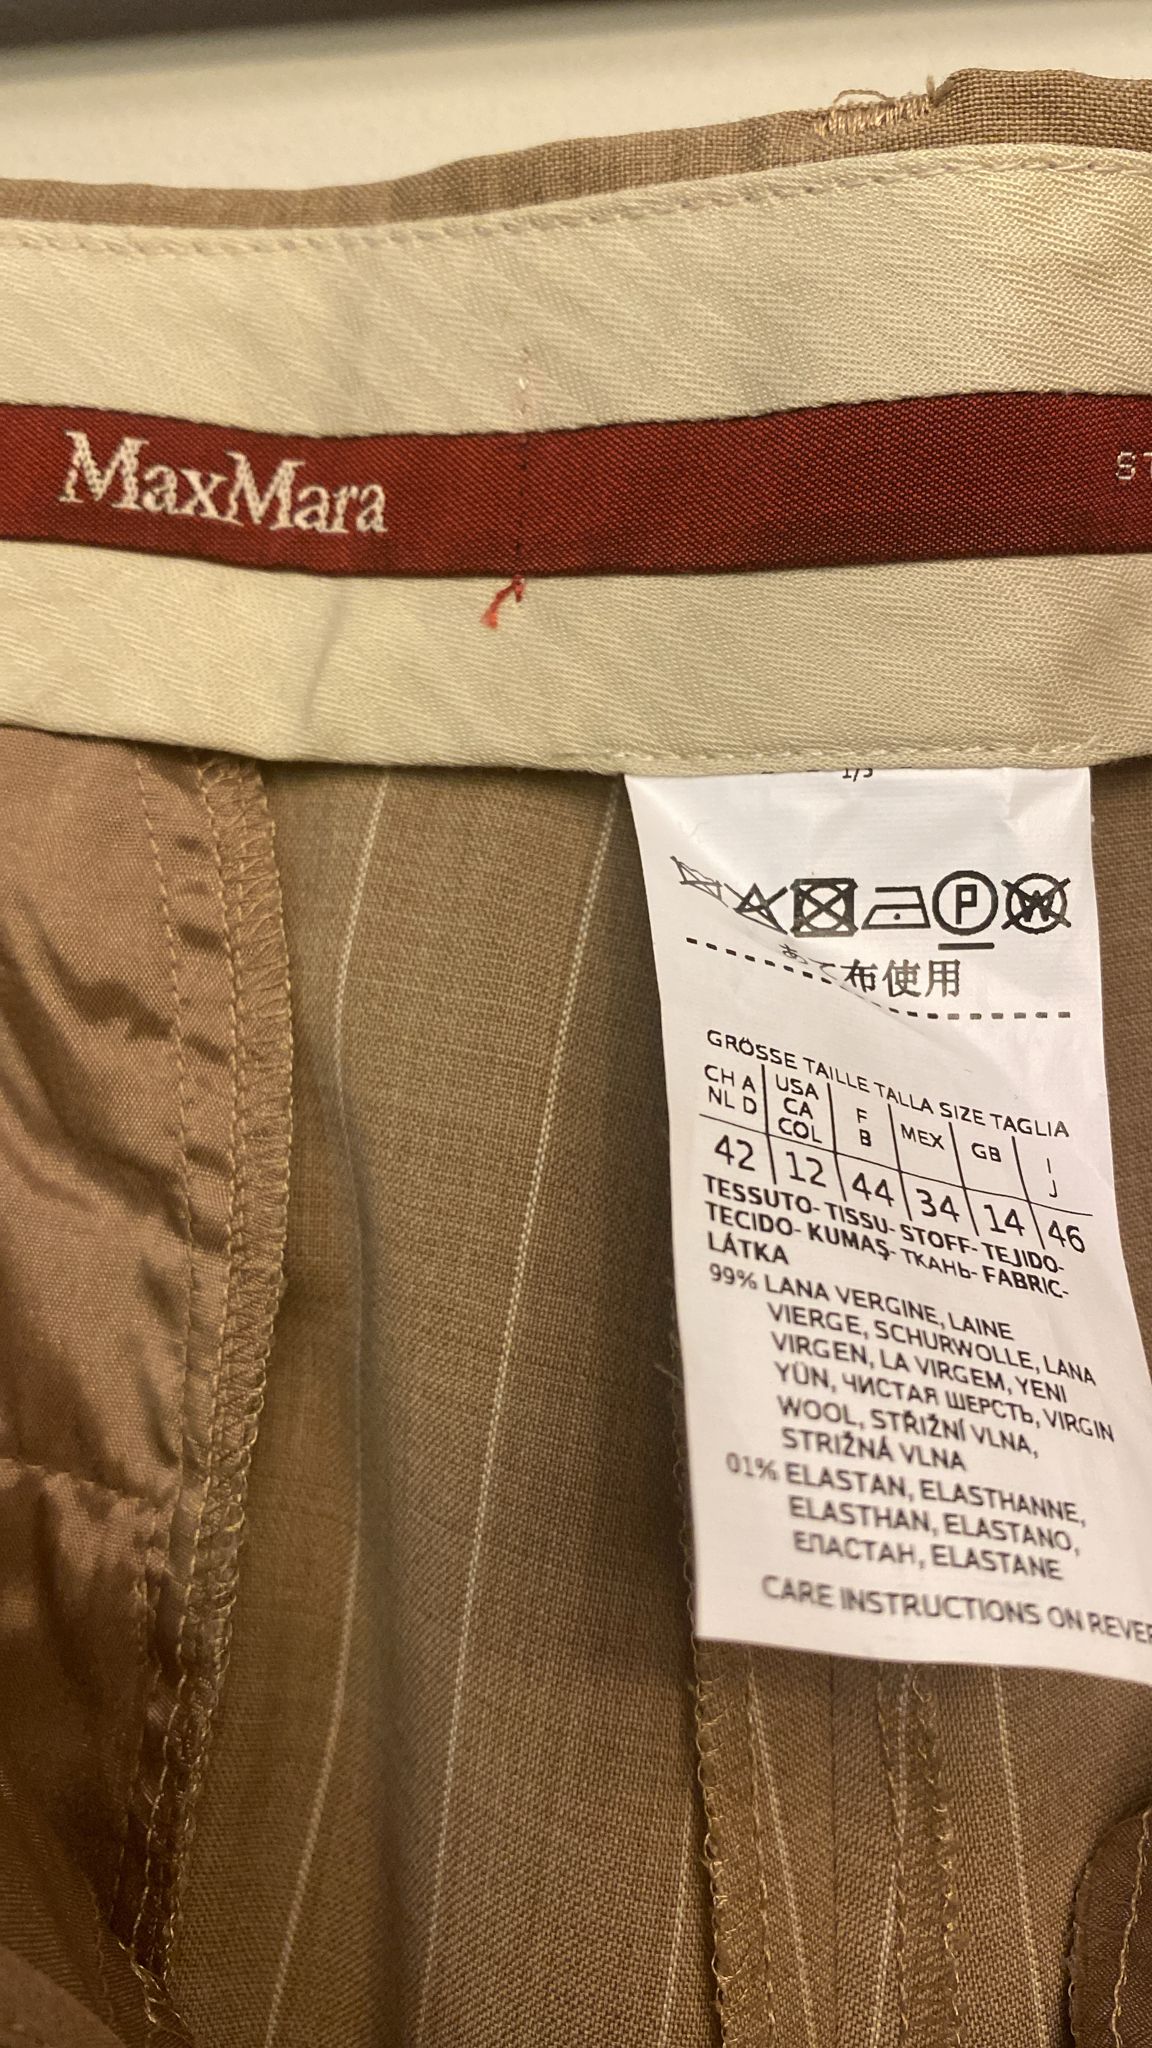 MaxMara
ST
1/3
P W
あて布使用
GRÖSSE TAILLE TALLA SIZE TAGLIA
CH A NL D | USA CA COL | F B | MEX | GB | I J
42 | 12 | 44 | 34 | 14 | 46
TESSUTO- TISSU- STOFF- TEJIDO-
TECIDO- KUMAŞ- ТКАНЬ- FABRIC-
LÁTKA
99% LANA VERGINE, LAINE
VIERGE, SCHURWOLLE, LANA
VIRGEN, LA VIRGEM, YENI
YÜN, ЧИСТАЯ ШЕРСТЬ, VIRGIN
WOOL, STŘIŽNÍ VLNA,
STRIŽNÁ VLNA
01% ELASTAN, ELASTHANNE,
ELASTHAN, ELASTANO,
ЕПАСТАН, ELASTANE
CARE INSTRUCTIONS ON REVER